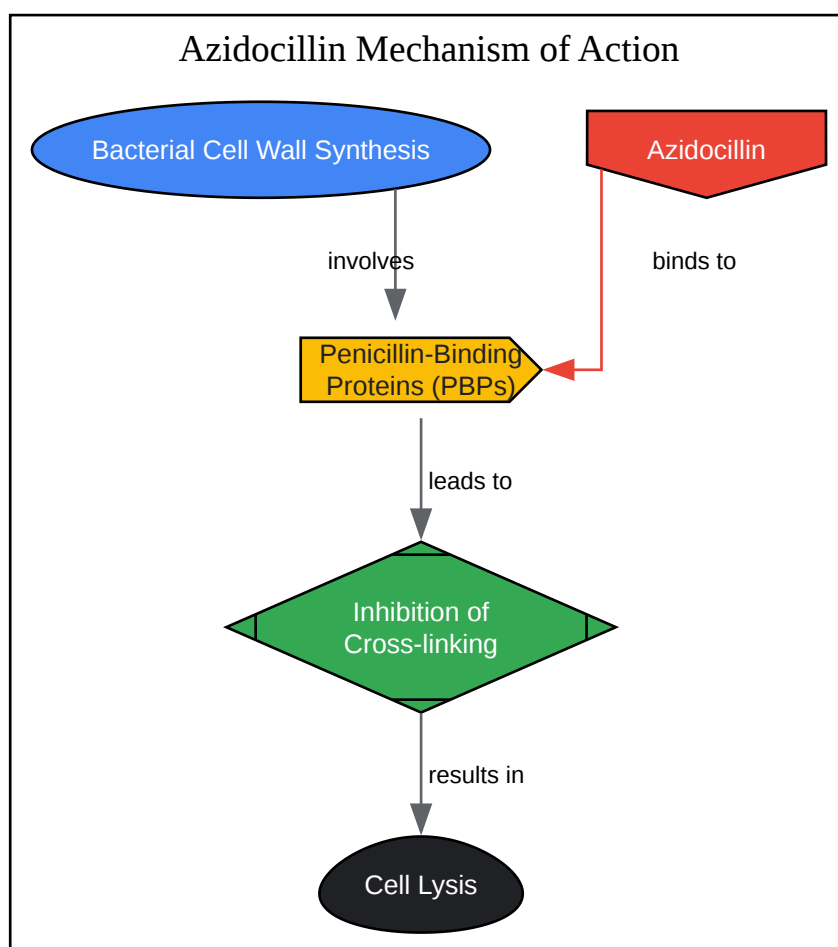 Azidocillin Mechanism of Action
Bacterial Cell Wall Synthesis
Azidocillin
involves
binds to
Penicillin-Binding
Proteins (PBPs)
leads to
Inhibition of
Cross-linking
results in
Cell Lysis